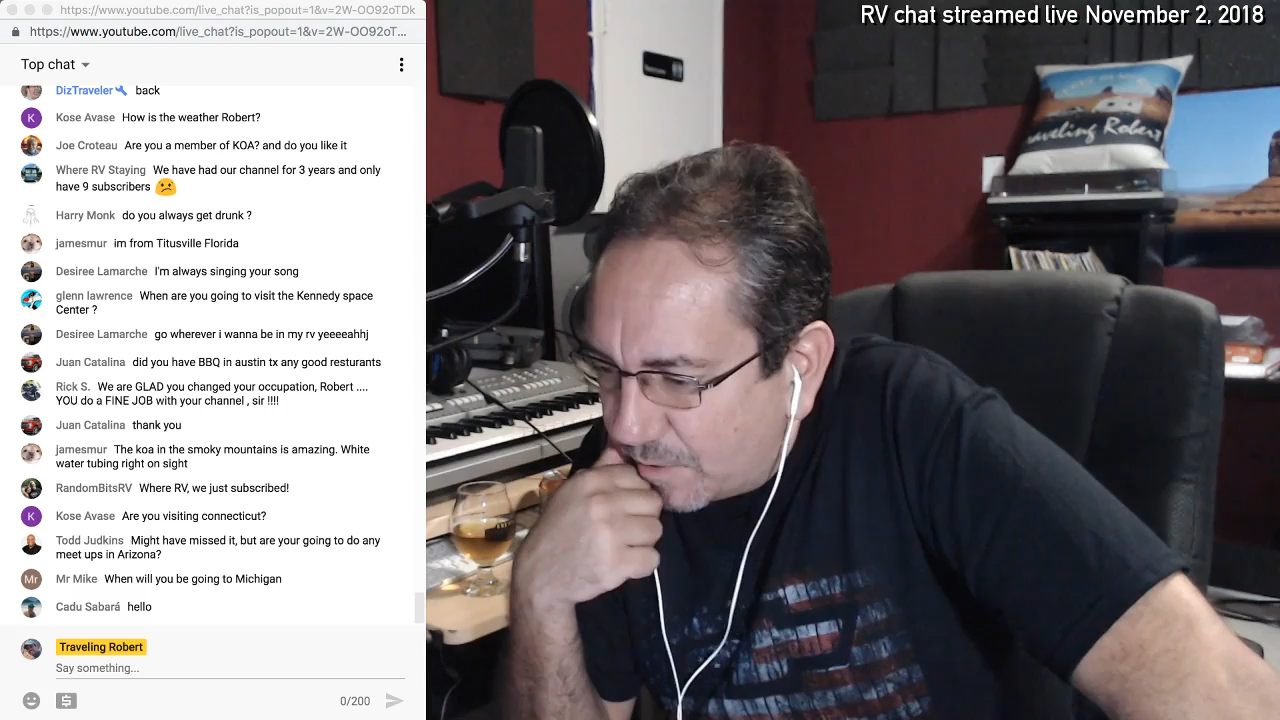 https://www.youtube.com/live_chat?is_popout=1&v=2W-OO92oTDk
https://www.youtube.com/live_chat?is_popout=1&v=2W-OO92oT...
RV chat streamed live November 2, 2018
Top chat
DizTraveler back
Kose Avase How is the weather Robert?
Joe Croteau Are you a member of KOA? and do you like it
Where RV Staying We have had our channel for 3 years and only
have 9 subscribers
Harry Monk do you always get drunk ?
jamesmur im from Titusville Florida
Desiree Lamarche I'm always singing your song
glenn lawrence When are you going to visit the Kennedy space
Center ?
Desiree Lamarche go wherever i wanna be in my rv yeeeeahhj
Juan Catalina did you have BBQ in austin tx any good resturants
Rick S. We are GLAD you changed your occupation, Robert ....
YOU do a FINE JOB with your channel , sir !!!!
Juan Catalina thank you
jamesmur The koa in the smoky mountains is amazing. White
water tubing right on sight
RandomBitsRV Where RV, we just subscribed!
K Kose Avase Are you visiting connecticut?
Todd Judkins Might have missed it, but are your going to do any
meet ups in Arizona?
Mr Mr Mike When will you be going to Michigan
Cadu Sabará hello
Traveling Robert
Say something...
0/200
Traveling Robert